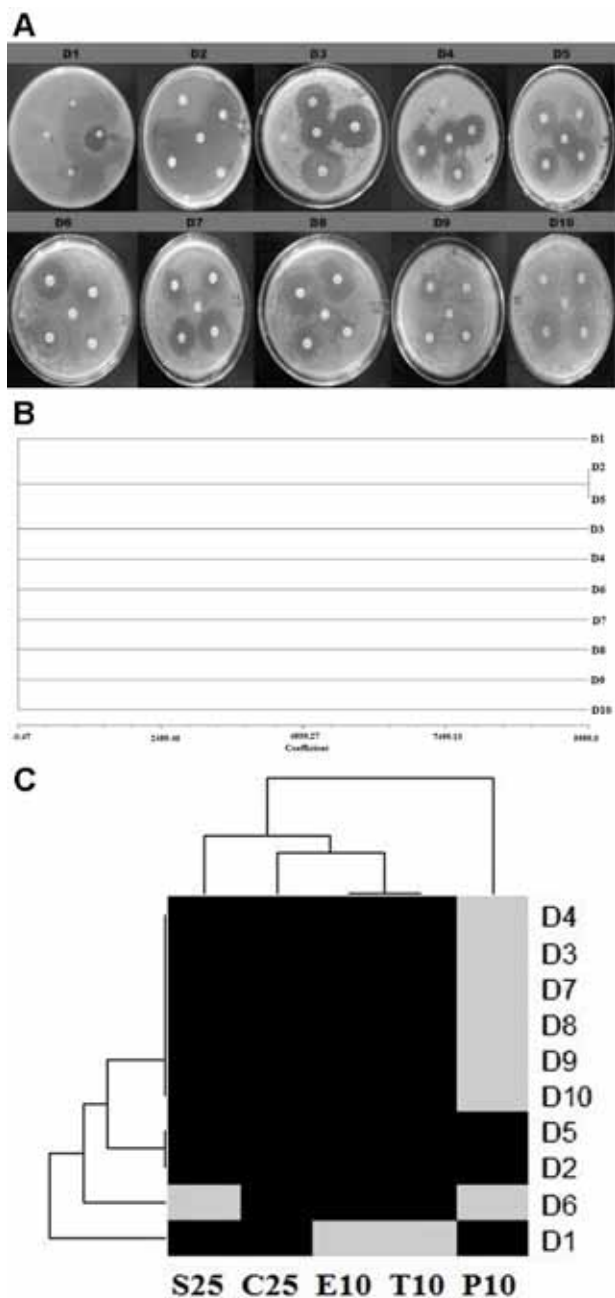 A
D1 D2 D3 D4 D5
D6 D7 D8 D9 D10
B
D1
D2
D5
D3
D4
D6
D7
D8
D9
D10
Coefficient
C
D4
D3
D7
D8
D9
D10
D5
D2
D6
D1
S25 C25 E10 T10 P10